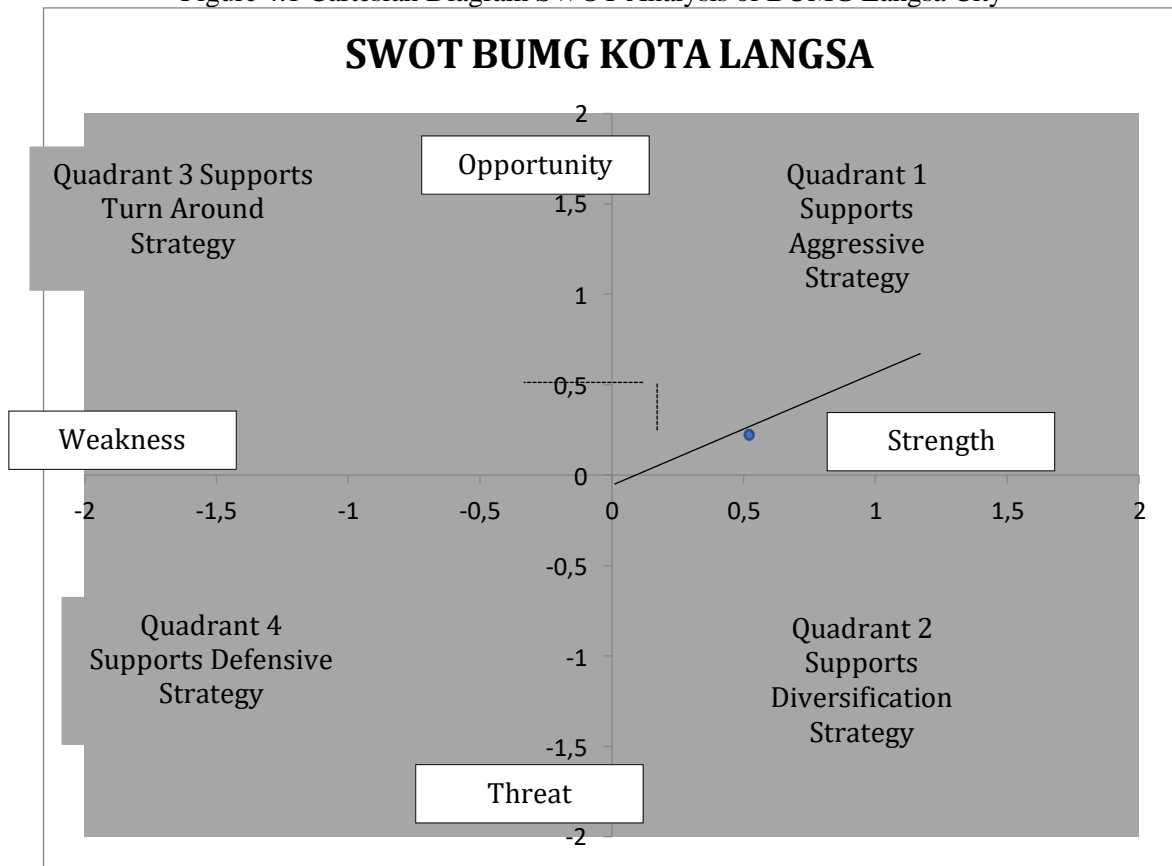 Figure 4.1 Cartesian Diagram SWOT Analysis of BUMG Langsa City
SWOT BUMG KOTA LANGSA
2
Opportunity
Quadrant 3 Supports
Turn Around
Strategy
Quadrant 1
Supports
Aggressive
Strategy
1,5
1
0,5
Weakness
Strength
0
-2
-1,5
-1
-0,5
0
0,5
1
1,5
2
-0,5
Quadrant 4
Supports Defensive
Strategy
Quadrant 2
Supports
Diversification
Strategy
-1
-1,5
Threat
-2